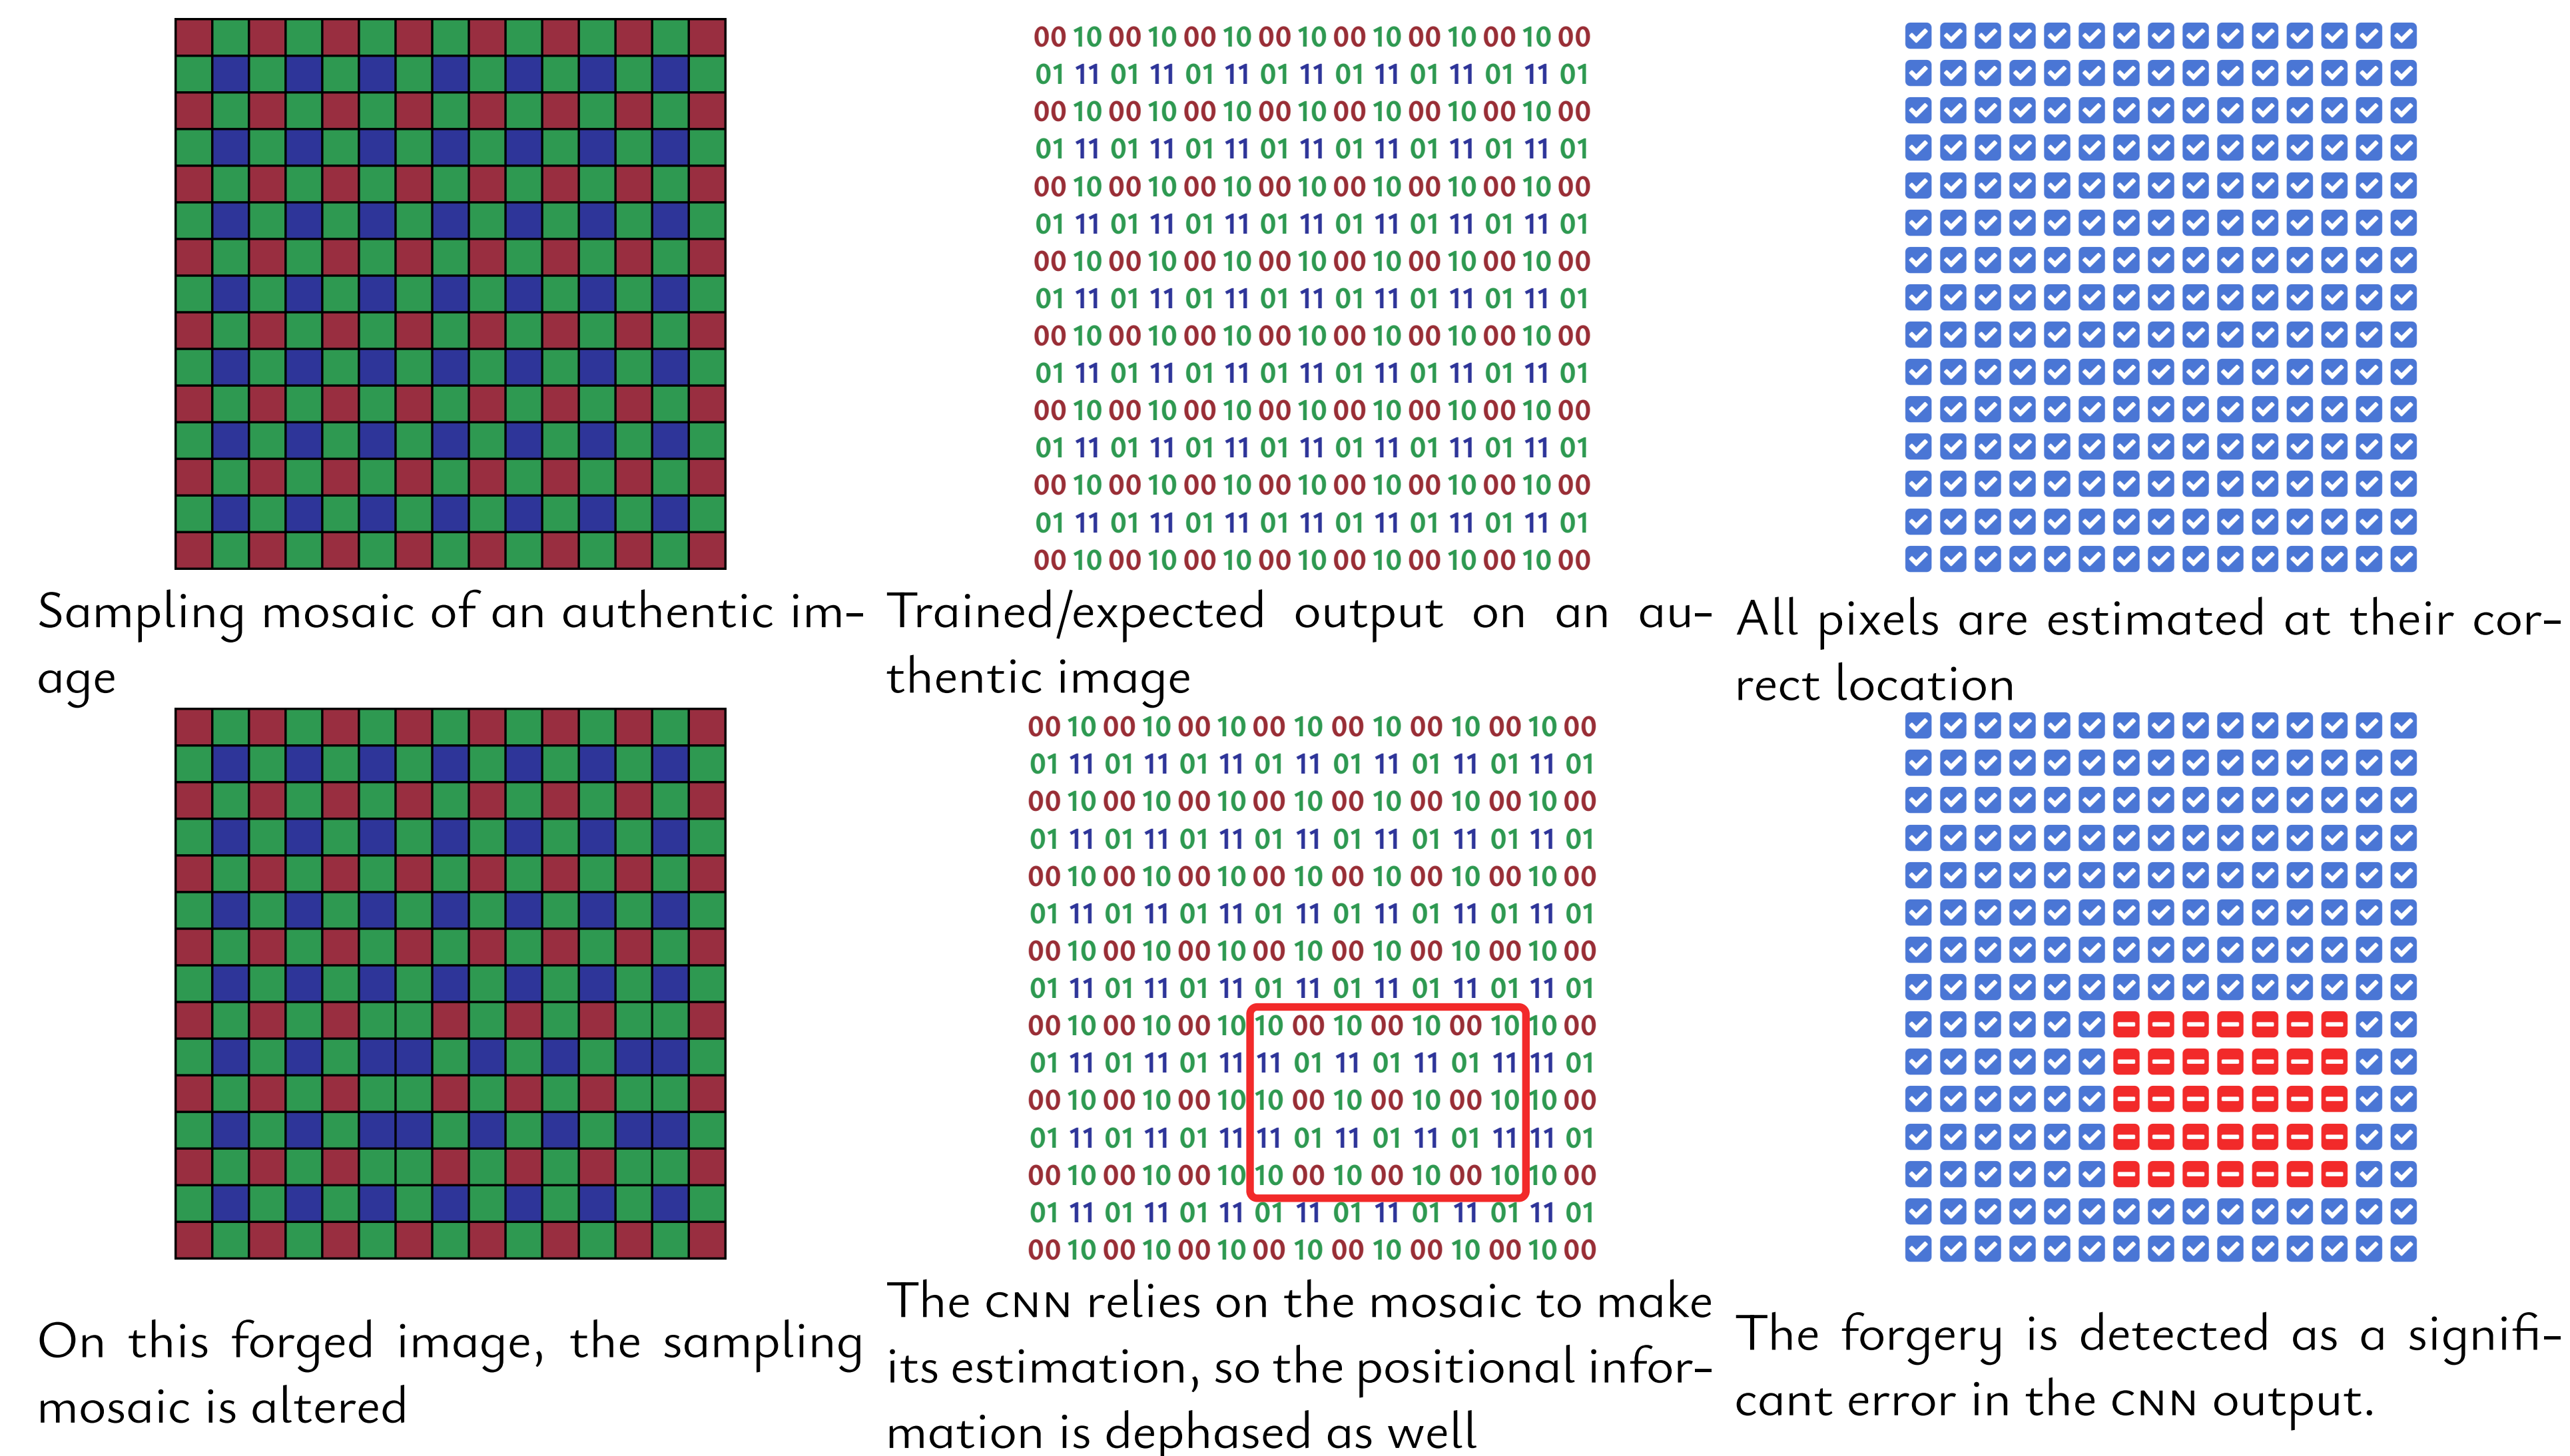 00 10 00 10 00 10 00 10 00 10 00 10 00 10 00
01 11 01 11 01 11 01 11 01 11 01 11 01 11 01
00 10 00 10 00 10 00 10 00 10 00 10 00 10 00
01 11 01 11 01 11 01 11 01 11 01 11 01 11 01
00 10 00 10 00 10 00 10 00 10 00 10 00 10 00
01 11 01 11 01 11 01 11 01 11 01 11 01 11 01
00 10 00 10 00 10 00 10 00 10 00 10 00 10 00
01 11 01 11 01 11 01 11 01 11 01 11 01 11 01
00 10 00 10 00 10 00 10 00 10 00 10 00 10 00
01 11 01 11 01 11 01 11 01 11 01 11 01 11 01
00 10 00 10 00 10 00 10 00 10 00 10 00 10 00
01 11 01 11 01 11 01 11 01 11 01 11 01 11 01
00 10 00 10 00 10 00 10 00 10 00 10 00 10 00
01 11 01 11 01 11 01 11 01 11 01 11 01 11 01
00 10 00 10 00 10 00 10 00 10 00 10 00 10 00
Sampling mosaic of an authentic im-
age
Trained/expected output on an au-
thentic image
All pixels are estimated at their cor-
rect location
00 10 00 10 00 10 00 10 00 10 00 10 00 10 00
01 11 01 11 01 11 01 11 01 11 01 11 01 11 01
00 10 00 10 00 10 00 10 00 10 00 10 00 10 00
01 11 01 11 01 11 01 11 01 11 01 11 01 11 01
00 10 00 10 00 10 00 10 00 10 00 10 00 10 00
01 11 01 11 01 11 01 11 01 11 01 11 01 11 01
00 10 00 10 00 10 00 10 00 10 00 10 00 10 00
01 11 01 11 01 11 01 11 01 11 01 11 01 11 01
00 10 00 10 00 10 10 00 10 00 10 00 10 10 00
01 11 01 11 01 11 11 01 11 01 11 01 11 11 01
00 10 00 10 00 10 10 00 10 00 10 00 10 10 00
01 11 01 11 01 11 11 01 11 01 11 01 11 11 01
00 10 00 10 00 10 10 00 10 00 10 00 10 10 00
01 11 01 11 01 11 01 11 01 11 01 11 01 11 01
00 10 00 10 00 10 00 10 00 10 00 10 00 10 00
On this forged image, the sampling
mosaic is altered
The CNN relies on the mosaic to make
its estimation, so the positional infor-
mation is dephased as well
The forgery is detected as a signifi-
cant error in the CNN output.